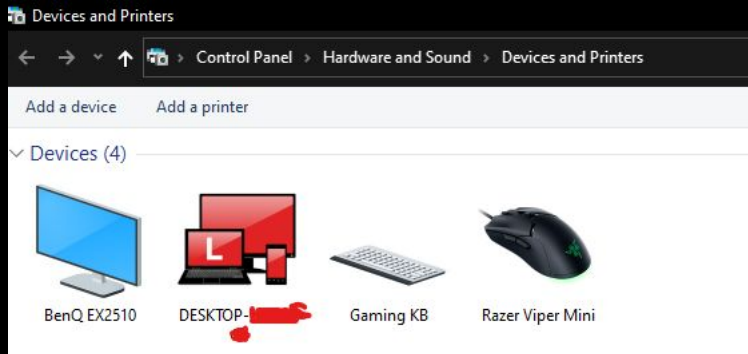 Devices and Printers
Control Panel > Hardware and Sound > Devices and Printers
Add a device Add a printer
Devices (4)
L
BenQ EX2510 DESKTOP- Gaming KB Razer Viper Mini